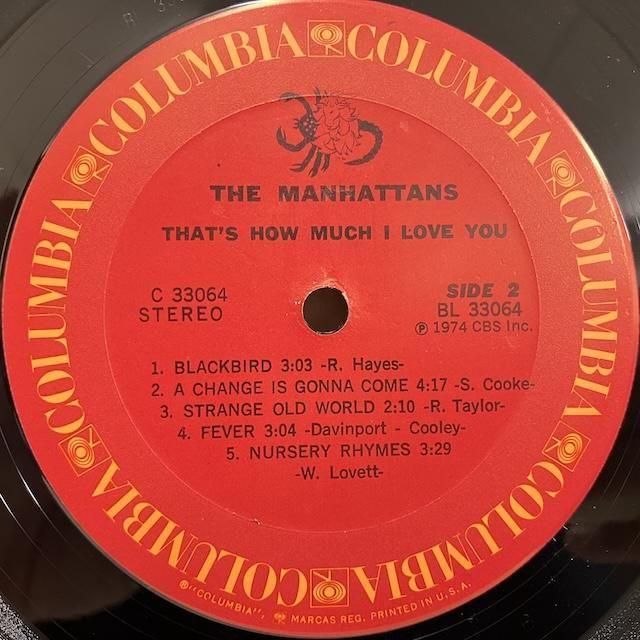 COLUMBIA COLUMBIA COLUMBIA COLUMBIA COLUMBIA COLUMBIA COLUMBIA
THE MANHATTANS
THAT'S HOW MUCH I LOVE YOU
C 33064 SIDE 2
STEREO BL 33064
℗ 1974 CBS Inc.
1. BLACKBIRD 3:03 -R. Hayes-
2. A CHANGE IS GONNA COME 4:17 -S. Cooke-
3. STRANGE OLD WORLD 2:10 -R. Taylor-
4. FEVER 3:04 -Davinport - Cooley-
5. NURSERY RHYMES 3:29
-W. Lovett-
®"COLUMBIA", MARCAS REG. PRINTED IN U.S.A.